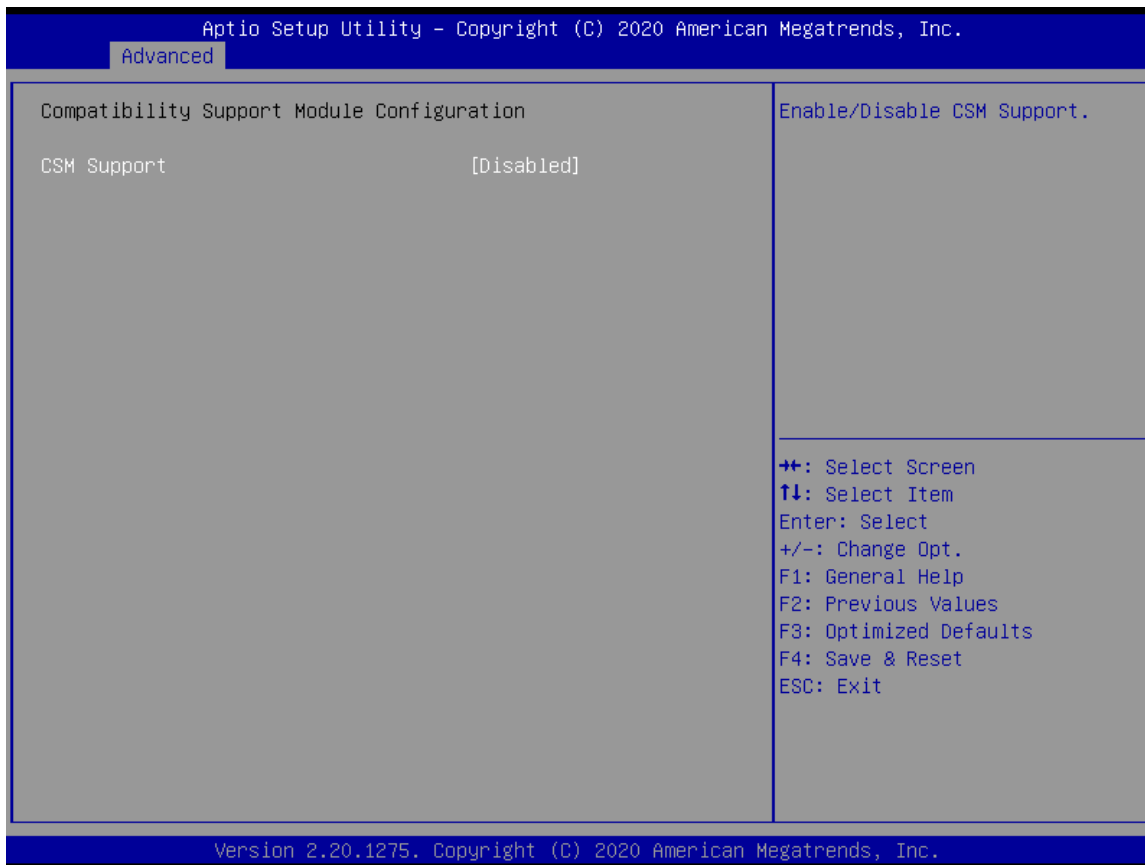 Aptio Setup Utility – Copyright (C) 2020 American Megatrends, Inc.
Advanced
Compatibility Support Module Configuration
CSM Support [Disabled]
Enable/Disable CSM Support.
→←: Select Screen
↑↓: Select Item
Enter: Select
+/-: Change Opt.
F1: General Help
F2: Previous Values
F3: Optimized Defaults
F4: Save & Reset
ESC: Exit
Version 2.20.1275. Copyright (C) 2020 American Megatrends, Inc.